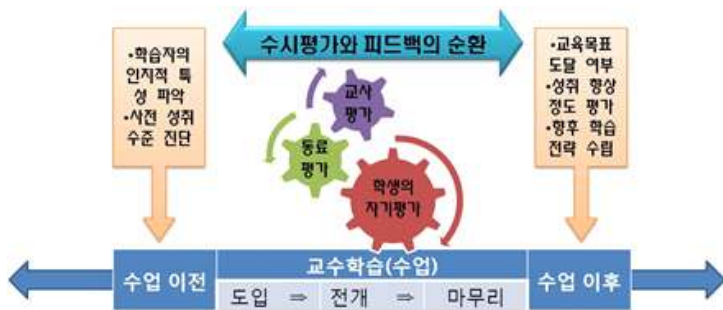 수시평가와 피드백의 순환
•학습자의
인지적 특
성 파악
•사전 성취
수준 진단
교사
평가
동료
평가
학생의
자기평가
•교육목표
도달 여부
•성취 향상
정도 평가
•향후 학습
전략 수립
수업 이전
교수학습(수업)
도입 ⇒ 전개 ⇒ 마무리
수업 이후